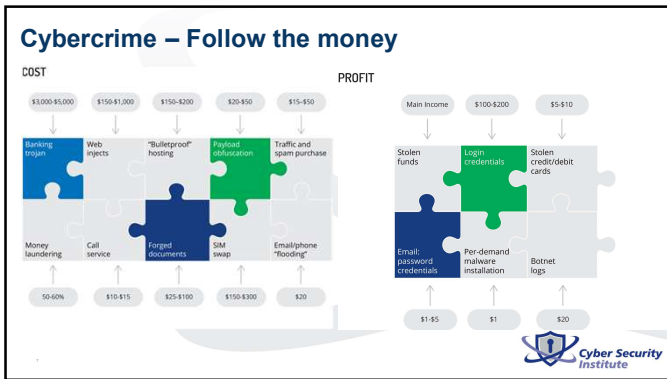 Cybercrime – Follow the money
COST
$3,000-$5,000
$150-$1,000
$150–$200
$20-$50
$15–$50
Banking
trojan
Web
injects
“Bulletproof”
hosting
Payload
obfuscation
Traffic and
spam purchase
Money
laundering
Call
service
Forged
documents
SIM
swap
Email/phone
“flooding”
50-60%
$10-$15
$25-$100
$150-$300
$20
PROFIT
Main Income
$100-$200
$5-$10
Stolen
funds
Login
credentials
Stolen
credit/debit
cards
Email:
password
credentials
Per-demand
malware
installation
Botnet
logs
$1-$5
$1
$20
Cyber Security
Institute